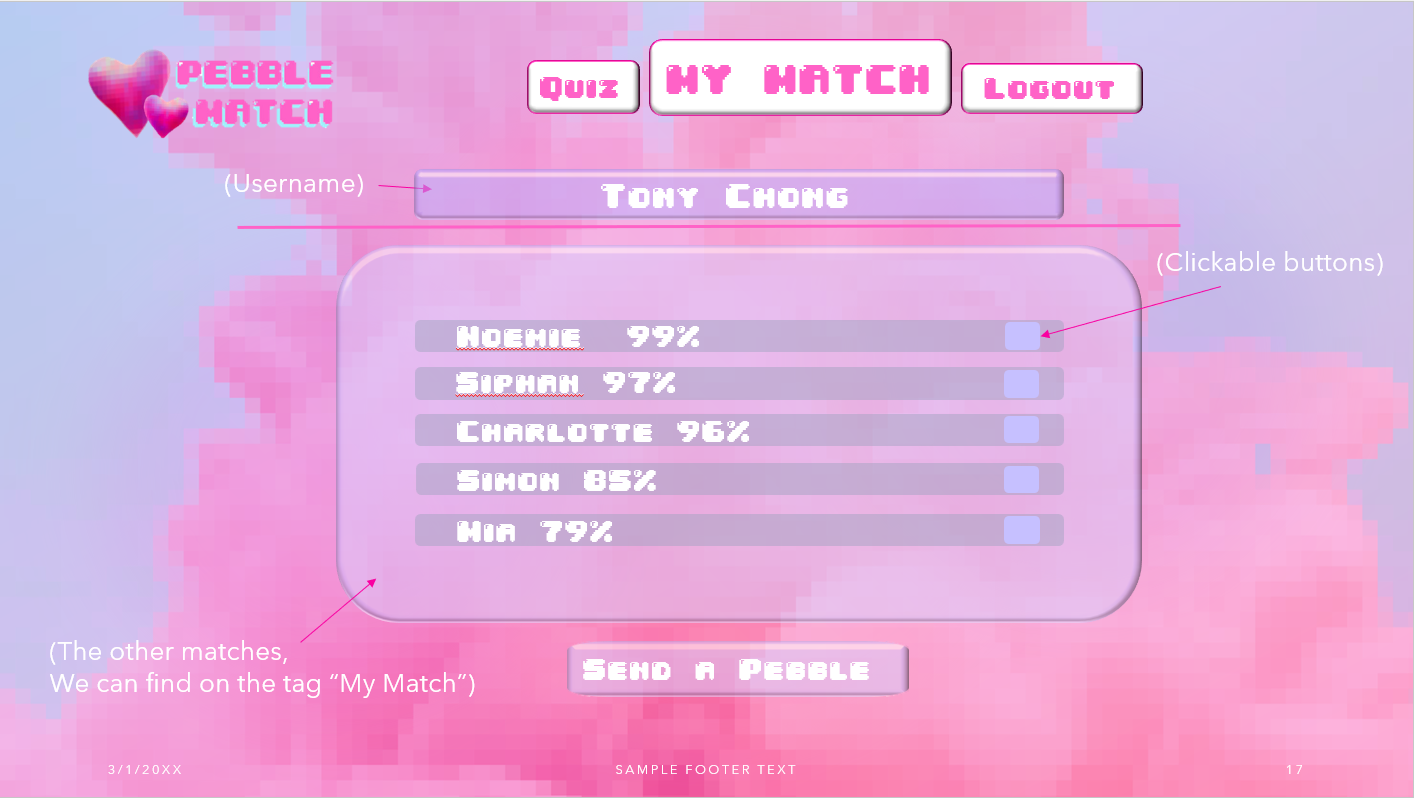 PEBBLE
MATCH
Quiz
MY MATCH
Logout
(Username)
Tony Chong
(Clickable buttons)
Noemie 99%
Siphan 97%
Charlotte 96%
Simon 85%
Mia 79%
(The other matches,
We can find on the tag “My Match”)
Send a Pebble
3/1/20XX
SAMPLE FOOTER TEXT
17